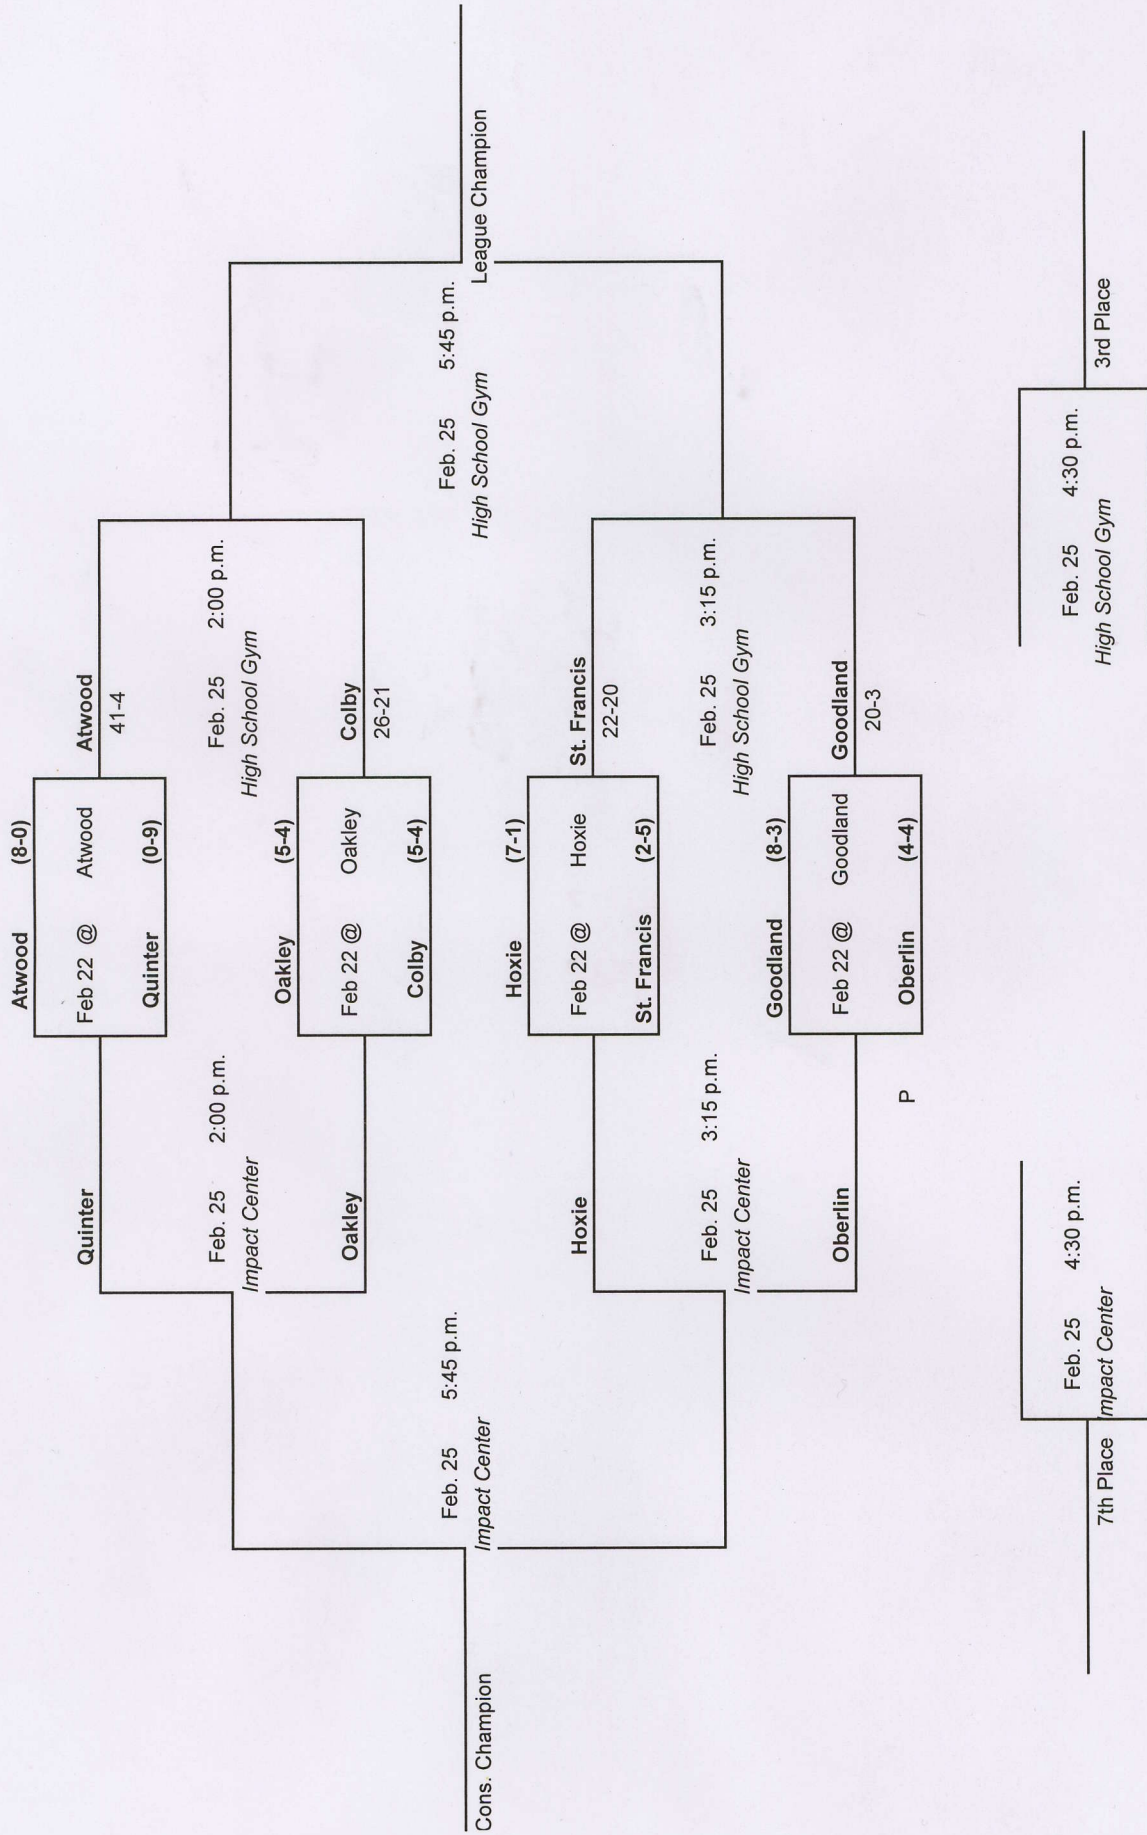 Atwood (8-0)
Quinter
Feb 22 @ Atwood
Atwood
41-4
Quinter (0-9)
Feb. 25 2:00 p.m.
Impact Center
Feb. 25 2:00 p.m.
High School Gym
Oakley (5-4)
Oakley
Feb 22 @ Oakley
Colby
26-21
Colby (5-4)
Feb. 25 5:45 p.m.
Impact Center
Cons. Champion
Feb. 25 5:45 p.m.
High School Gym
League Champion
Hoxie (7-1)
Hoxie
Feb 22 @ Hoxie
St. Francis
22-20
St. Francis (2-5)
Feb. 25 3:15 p.m.
Impact Center
Feb. 25 3:15 p.m.
High School Gym
Goodland (8-3)
Oberlin
Feb 22 @ Goodland
Goodland
20-3
Oberlin (4-4)
P
Feb. 25 4:30 p.m.
7th Place Impact Center
Feb. 25 4:30 p.m.
High School Gym
3rd Place